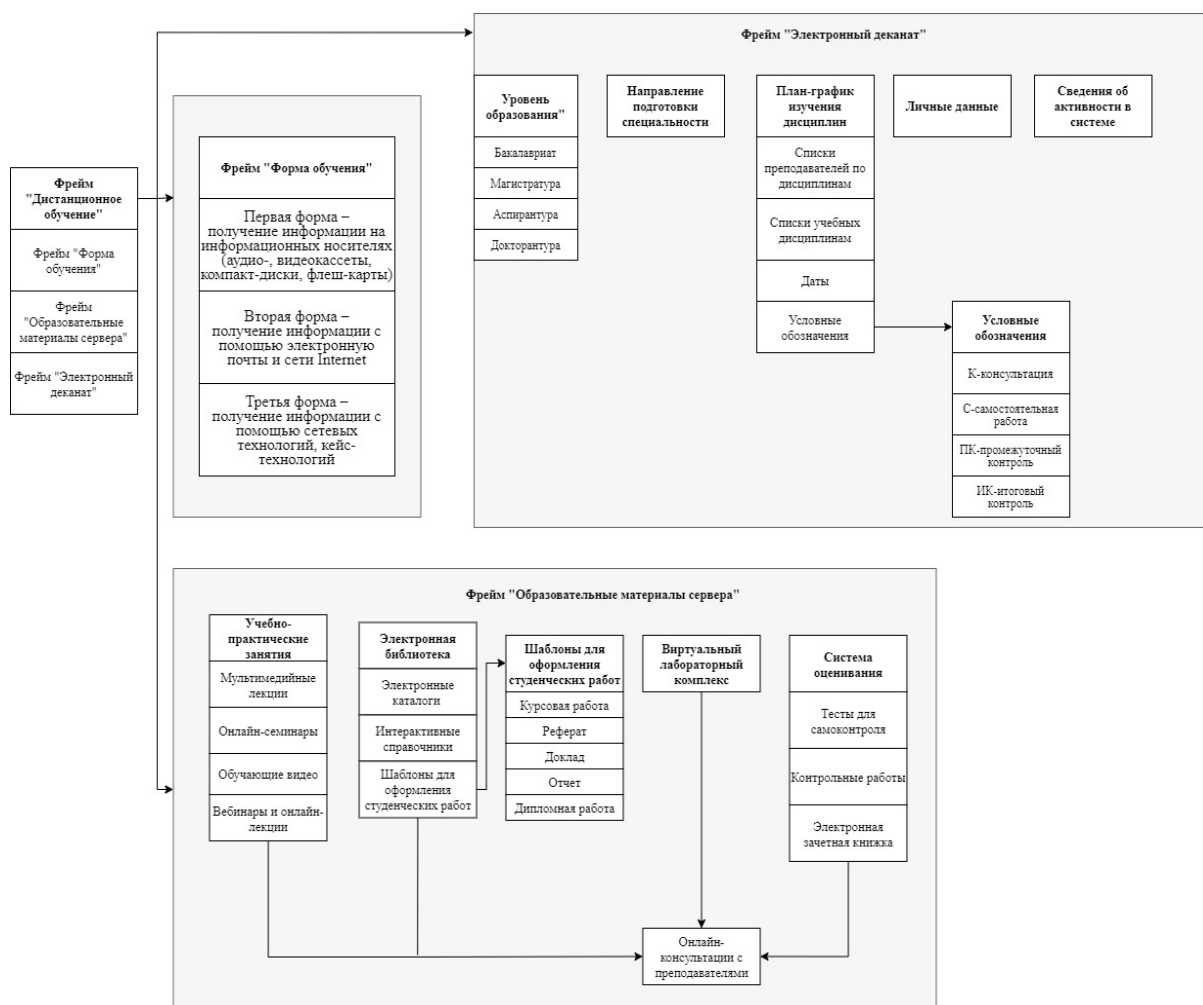 Фрейм "Электронный деканат"
Уровень
образования"
Бакалавриат
Магистратура
Аспирантура
Докторантура
Направление
подготовки
специальности
План-график
изучения
дисциплин
Списки
преподавателей по
дисциплинам
Списки учебных
дисциплинам
Даты
Условные
обозначения
Личные данные
Сведения об
активности в
системе
Условные
обозначения
К-консультация
С-самостоятельная
работа
ПК-промежуточный
контроль
ИК-итоговый
контроль
Фрейм
"Дистанционное
обучение"
Фрейм "Форма
обучения"
Фрейм
"Образовательные
материалы сервера"
Фрейм "Электронный
деканат"
Фрейм "Форма обучения"
Первая форма –
получение информации на
информационных носителях
(аудио-, видеокассеты,
компакт-диски, флеш-карты)
Вторая форма –
получение информации с
помощью электронную
почты и сети Internet
Третья форма –
получение информации с
помощью сетевых
технологий, кейс-
технологий
Фрейм "Образовательные материалы сервера"
Учебно-
практические
занятия
Мультимедийные
лекции
Онлайн-семинары
Обучающие видео
Вебинары и онлайн-
лекции
Электронная
библиотека
Электронные
каталоги
Интерактивные
справочники
Шаблоны для
оформления
студенческих работ
Шаблоны для
оформления
студенческих работ
Курсовая работа
Реферат
Доклад
Отчет
Дипломная работа
Виртуальный
лабораторный
комплекс
Система
оценивания
Тесты для
самоконтроля
Контрольные работы
Электронная
зачетная книжка
Онлайн-
консультации с
преподавателями